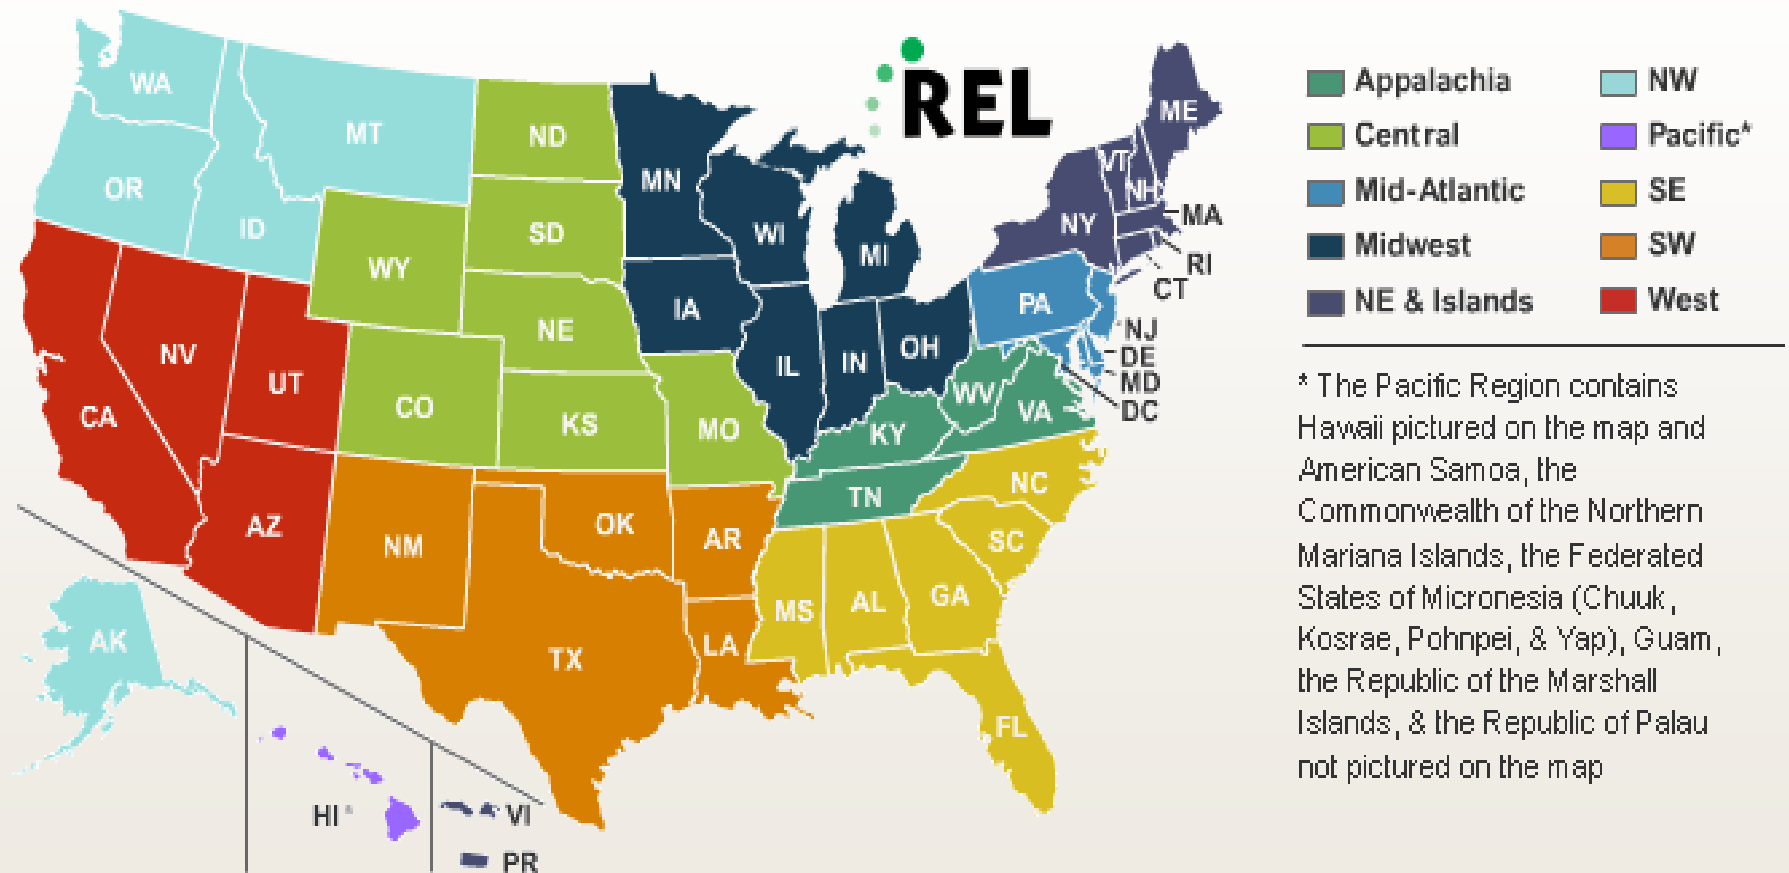 REL
WA
MT
ND
MN
OR
ID
WY
SD
WI
MI
NY
VT
NH
ME
MA
RI
CT
NJ
DE
MD
DC
PA
NV
UT
CO
NE
IA
IL
IN
OH
WV
VA
CA
KS
MO
KY
TN
NC
AZ
NM
OK
AR
SC
MS
AL
GA
TX
LA
FL
AK
HI *
VI
PR
Appalachia
Central
Mid-Atlantic
Midwest
NE & Islands
NW
Pacific*
SE
SW
West
* The Pacific Region contains
Hawaii pictured on the map and
American Samoa, the
Commonwealth of the Northern
Mariana Islands, the Federated
States of Micronesia (Chuuk,
Kosrae, Pohnpei, & Yap), Guam,
the Republic of the Marshall
Islands, & the Republic of Palau
not pictured on the map